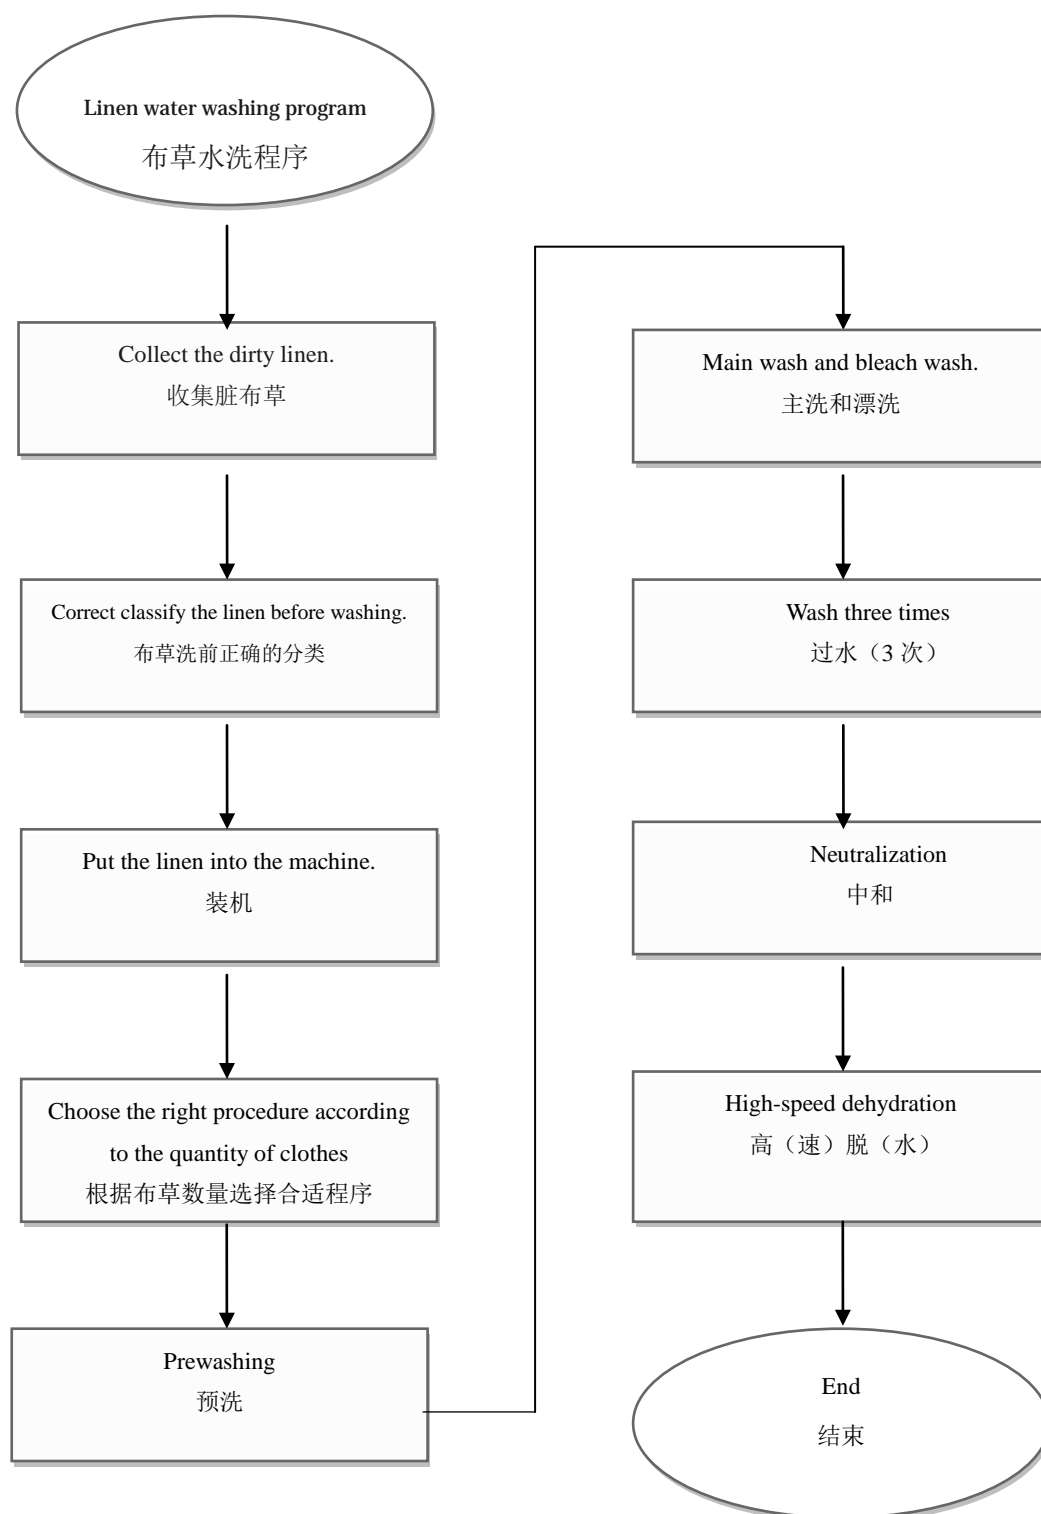 Linen water washing program
布草水洗程序
Collect the dirty linen.
收集脏布草
Correct classify the linen before washing.
布草洗前正确的分类
Put the linen into the machine.
装机
Choose the right procedure according
to the quantity of clothes
根据布草数量选择合适程序
Prewashing
预洗
Main wash and bleach wash.
主洗和漂洗
Wash three times
过水（3 次）
Neutralization
中和
High-speed dehydration
高（速）脱（水）
End
结束